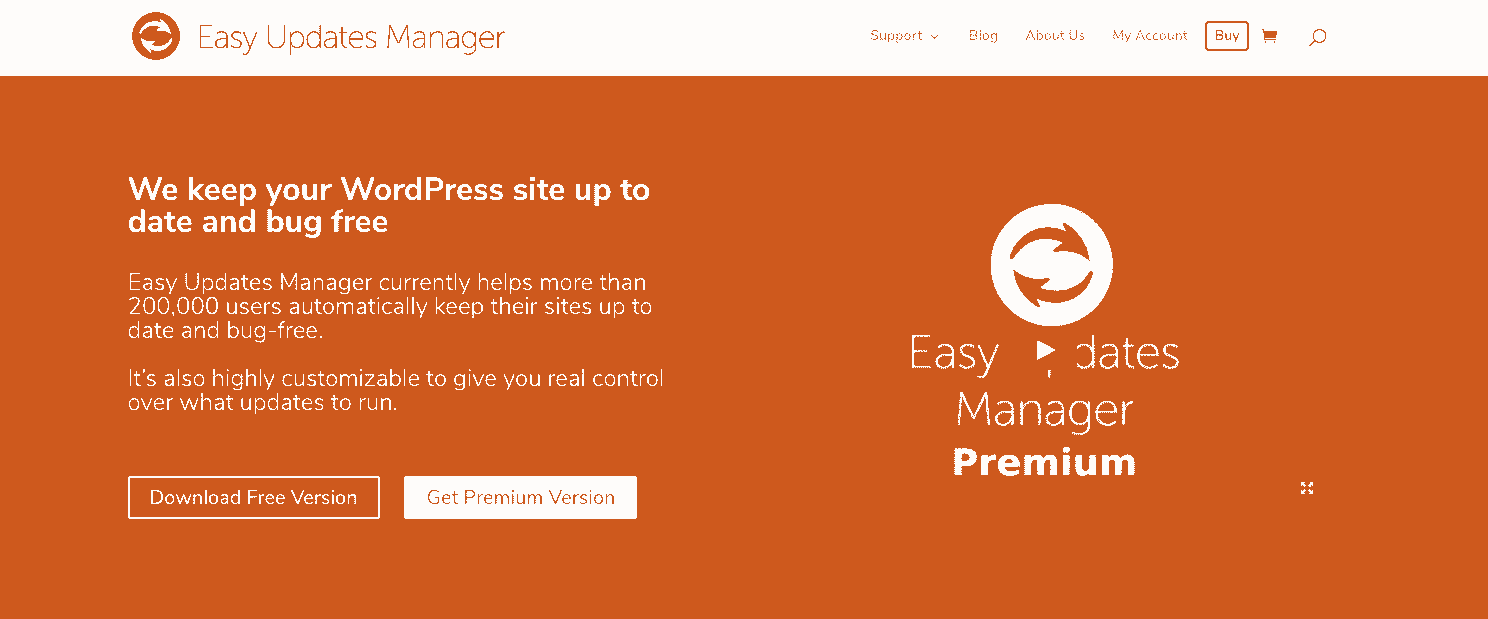 Easy Updates Manager
Support Blog About Us My Account Buy
We keep your WordPress site up to
date and bug free
Easy Updates Manager currently helps more than
200,000 users automatically keep their sites up to
date and bug-free.
It's also highly customizable to give you real control
over what updates to run.
Download Free Version Get Premium Version
Easy dates
Manager
Premium